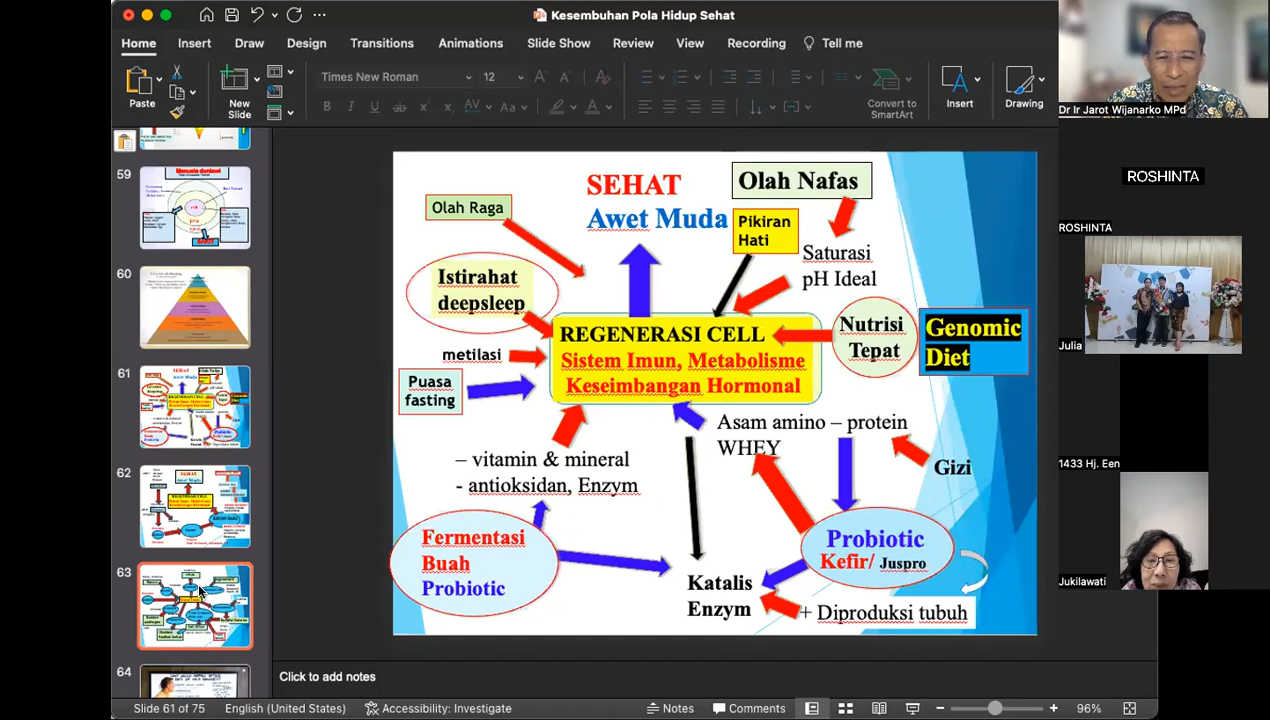 Kesembuhan Pola Hidup Sehat
Home Insert Draw Design Transitions Animations Slide Show Review View Recording Tell me
Paste
New
Slide
Times New Roman 12
Convert to
SmartArt
Insert
Drawing
59
60
61
62
63
64
SEHAT
Awet Muda
Olah Nafas
Olah Raga
Pikiran
Hati
Saturasi
pH Ideal
Istirahat
deepsleep
REGENERASI CELL
Sistem Imun, Metabolisme
Keseimbangan Hormonal
Nutrisi
Tepat
Genomic
Diet
metilasi
Puasa
fasting
Asam amino – protein
WHEY
Gizi
– vitamin & mineral
- antioksidan, Enzym
Fermentasi
Buah
Probiotic
Probiotic
Kefir/ Juspro
Katalis
Enzym
+ Diproduksi tubuh
Click to add notes
Slide 61 of 75 English (United States) Accessibility: Investigate Notes Comments 96%
Dr Ir Jarot Wijanarko MPd
ROSHINTA
ROSHINTA
Julia
1433 Hj. Een
Jukilawati